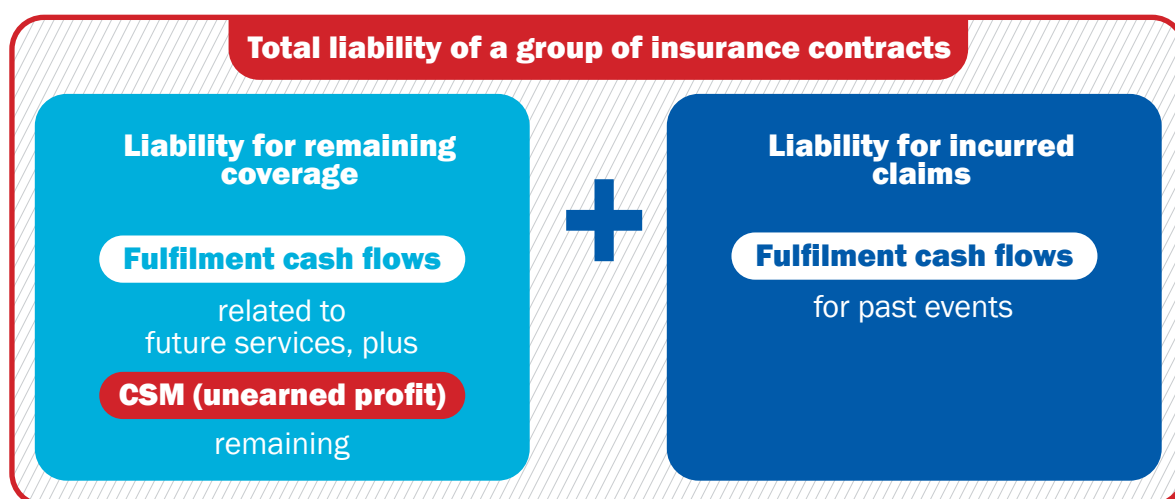 Total liability of a group of insurance contracts
Liability for remaining
coverage
Fulfilment cash flows
related to
future services, plus
CSM (unearned profit)
remaining
+
Liability for incurred
claims
Fulfilment cash flows
for past events